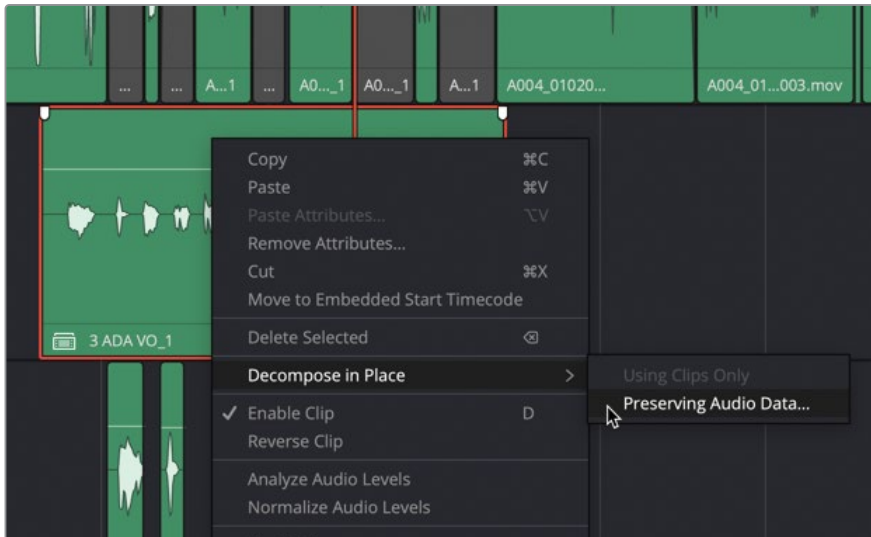 ... ... A...1 ... A0..._1 A0..._1 A...1 A004_01020... A004_01...003.mov
Copy ⌘C
Paste ⌘V
Paste Attributes... ⌥V
Remove Attributes...
Cut ⌘X
Move to Embedded Start Timecode
Delete Selected ⌫
3 ADA VO_1
Decompose in Place >
Using Clips Only
Preserving Audio Data...
✓ Enable Clip D
Reverse Clip
Analyze Audio Levels
Normalize Audio Levels